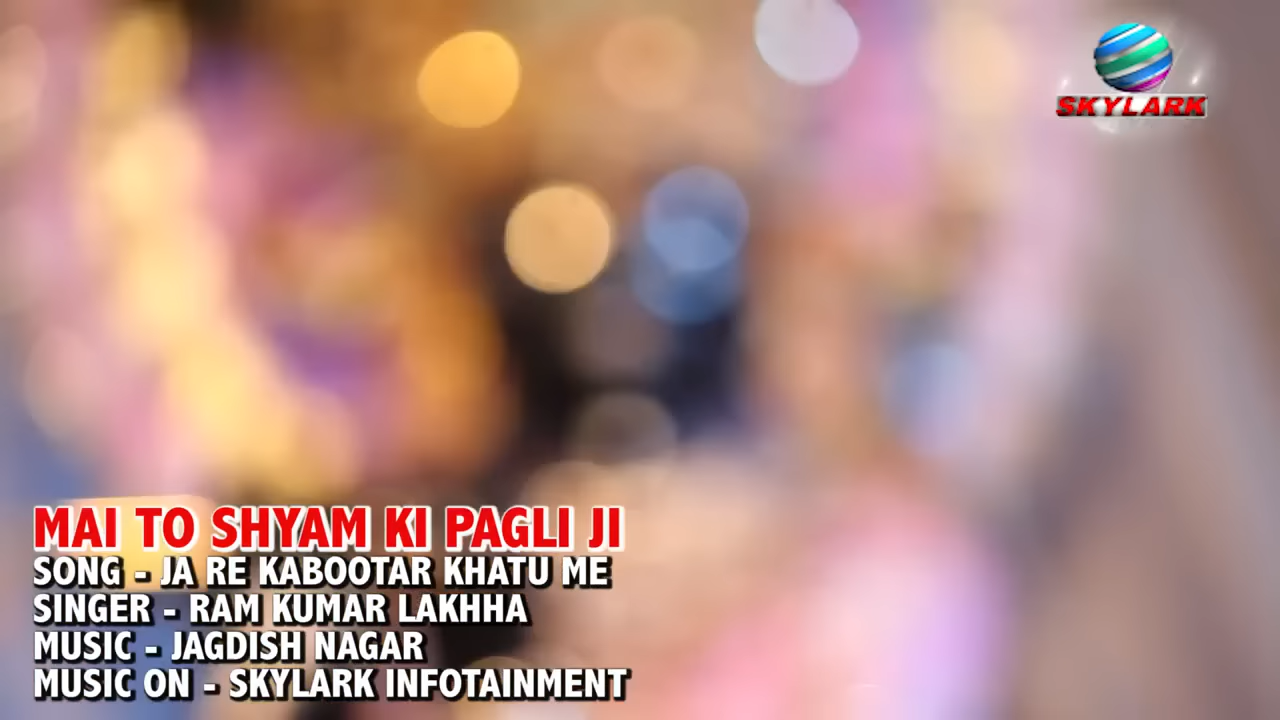 SKYLARK
MAI TO SHYAM KI PAGLI JI
SONG - JA RE KABOOTAR KHATU ME
SINGER - RAM KUMAR LAKHHA
MUSIC - JAGDISH NAGAR
MUSIC ON - SKYLARK INFOTAINMENT